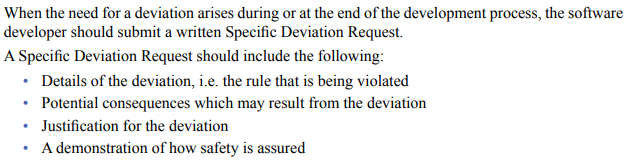 When the need for a deviation arises during or at the end of the development process, the software
developer should submit a written Specific Deviation Request.
A Specific Deviation Request should include the following:
• Details of the deviation, i.e. the rule that is being violated
• Potential consequences which may result from the deviation
• Justification for the deviation
• A demonstration of how safety is assured